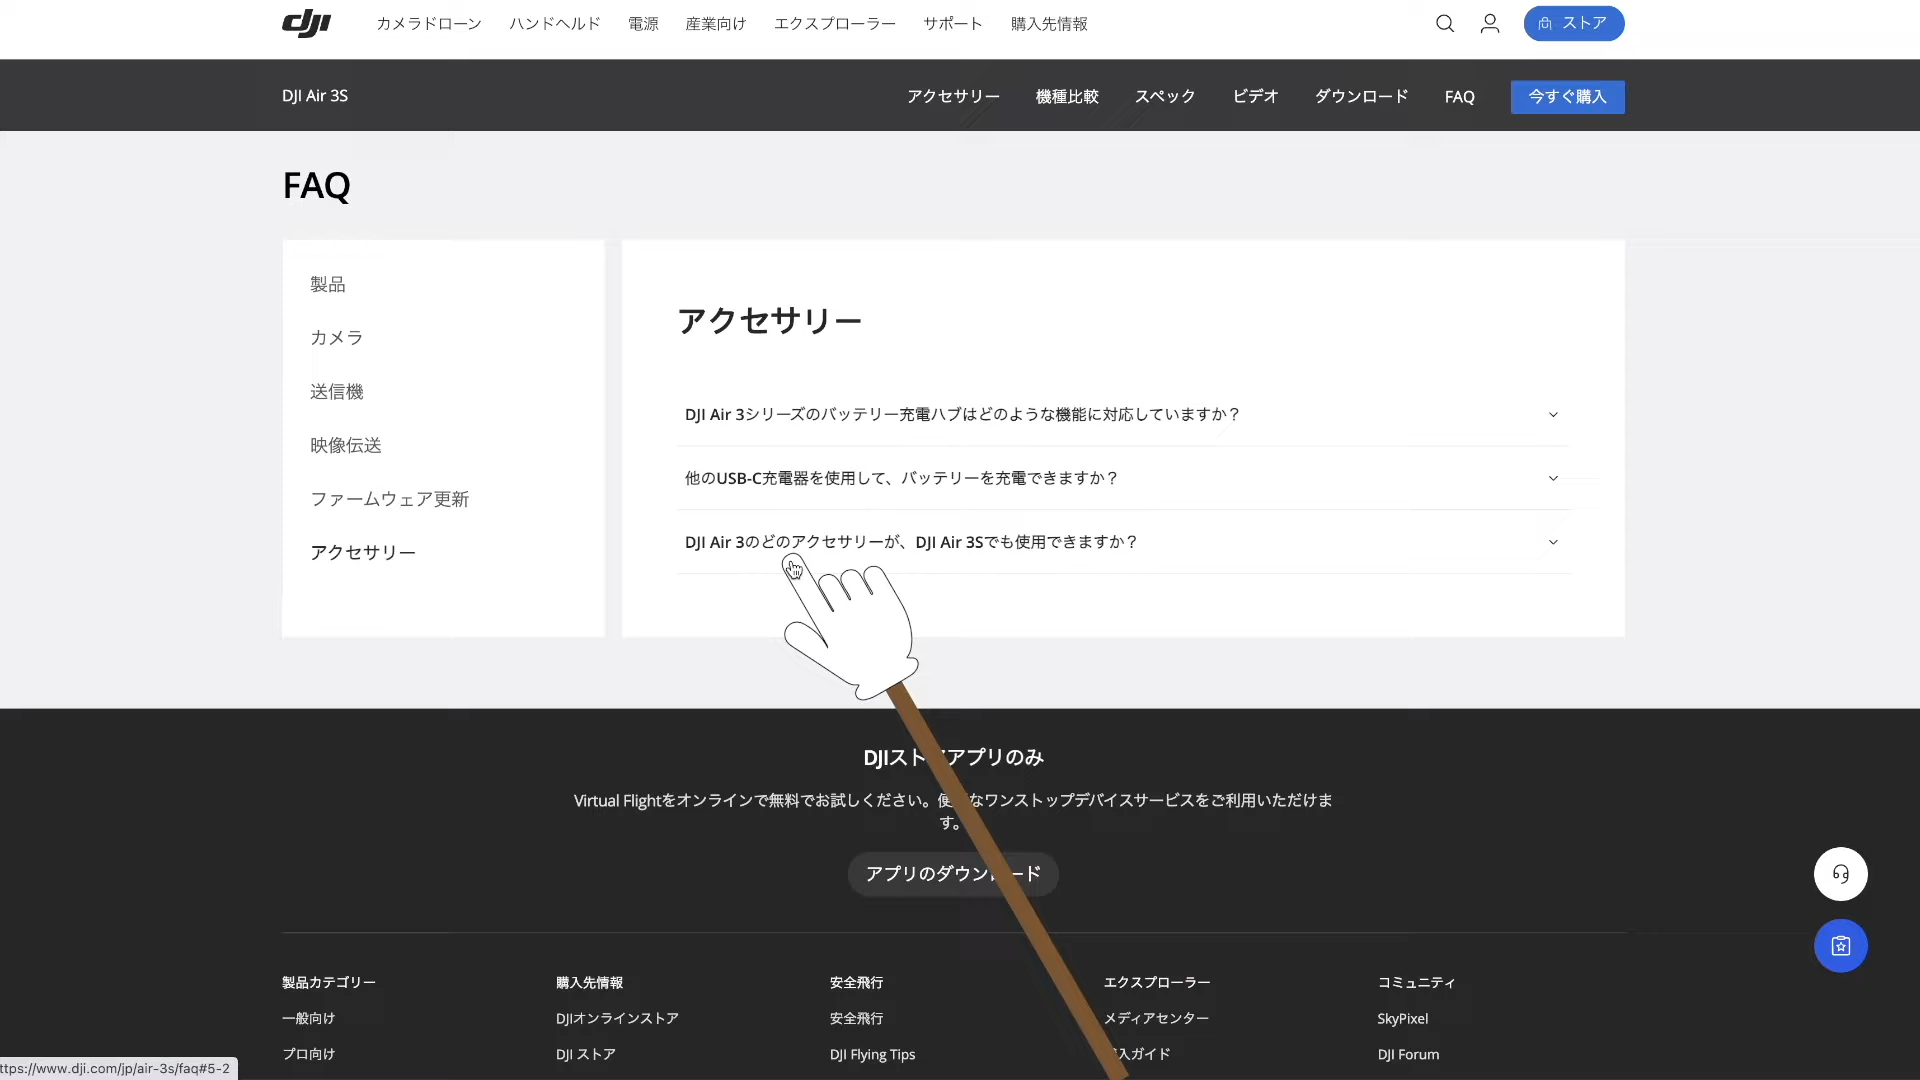 dji
カメラドローン ハンドヘルド 電源 産業向け エクスプローラー サポート 購入先情報 ストア
DJI Air 3S
アクセサリー 機種比較 スペック ビデオ ダウンロード FAQ 今すぐ購入
FAQ
製品
カメラ
送信機
映像伝送
ファームウェア更新
アクセサリー
アクセサリー
DJI Air 3シリーズのバッテリー充電ハブはどのような機能に対応していますか？
他のUSB-C充電器を使用して、バッテリーを充電できますか？
DJI Air 3のどのアクセサリーが、DJI Air 3Sでも使用できますか？
DJIスト アプリのみ
Virtual Flightをオンラインで無料でお試しください。便 なワンストップデバイスサービスをご利用いただけま
す。
アプリのダウン ード
製品カテゴリー
一般向け
プロ向け
購入先情報
DJIオンラインストア
DJI ストア
安全飛行
安全飛行
DJI Flying Tips
エクスプローラー
メディアセンター
入ガイド
コミュニティ
SkyPixel
DJI Forum
ttps://www.dji.com/jp/air-3s/faq#5-2